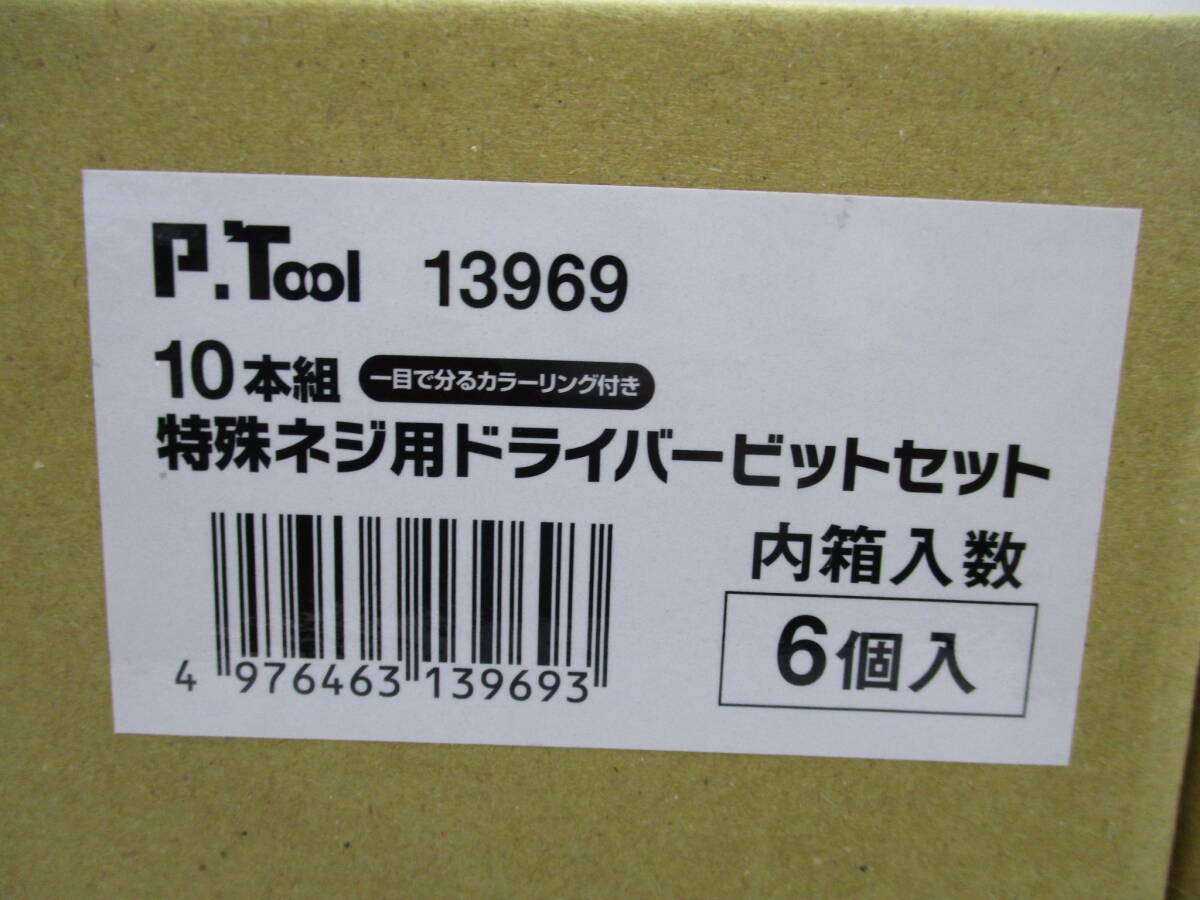 P.Tool 13969
10本組 一目で分るカラーリング付き
特殊ネジ用ドライバービットセット
内箱入数
6個入
4 976463 139693